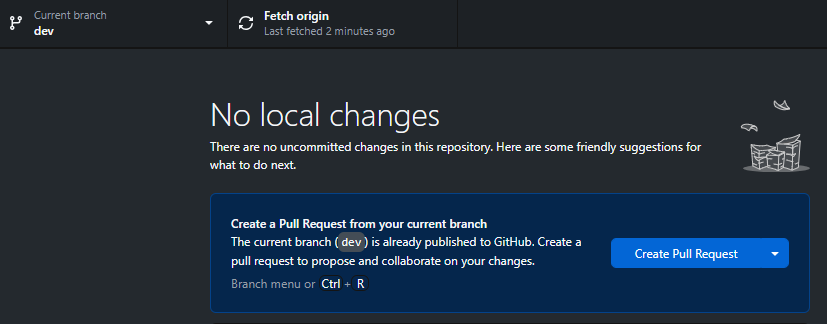 Current branch
dev
Fetch origin
Last fetched 2 minutes ago
No local changes
There are no uncommitted changes in this repository. Here are some friendly suggestions for
what to do next.
Create a Pull Request from your current branch
The current branch (dev) is already published to GitHub. Create a
pull request to propose and collaborate on your changes.
Branch menu or Ctrl + R
Create Pull Request